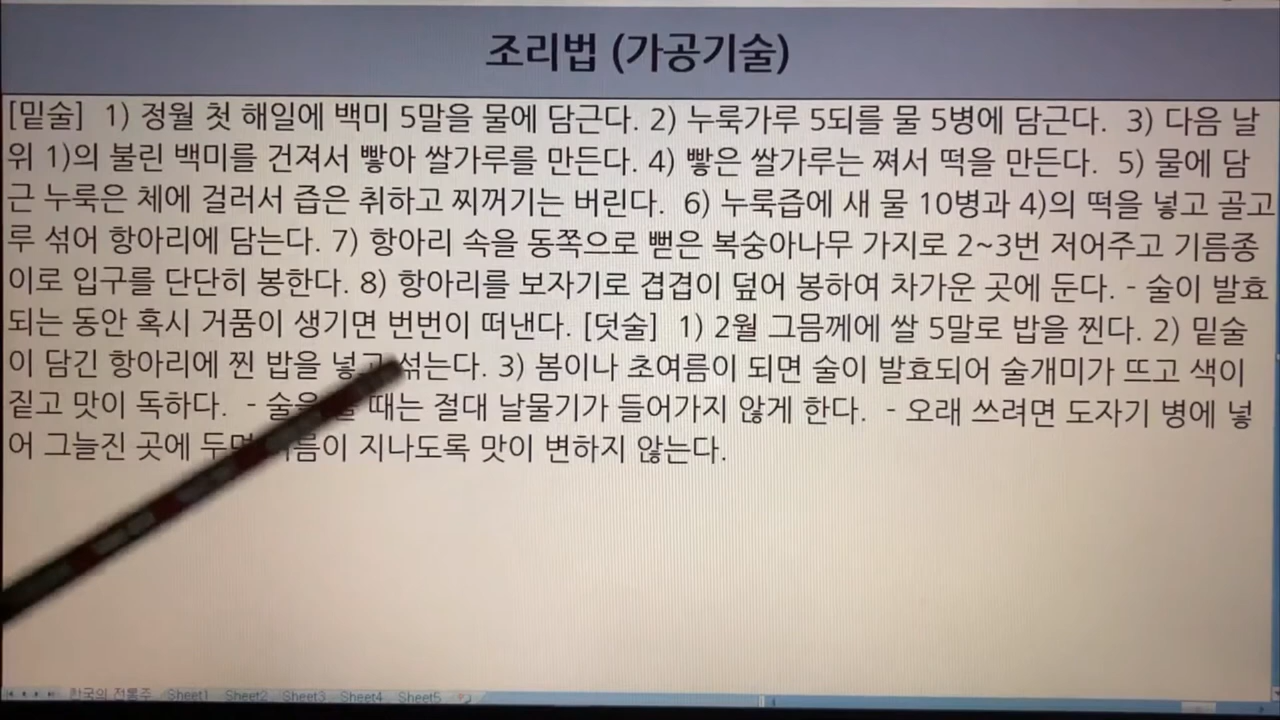 조리법 (가공기술)
[밑술] 1) 정월 첫 해일에 백미 5말을 물에 담근다. 2) 누룩가루 5되를 물 5병에 담근다. 3) 다음 날
위 1)의 불린 백미를 건져서 빻아 쌀가루를 만든다. 4) 빻은 쌀가루는 쪄서 떡을 만든다. 5) 물에 담
근 누룩은 체에 걸러서 즙은 취하고 찌꺼기는 버린다. 6) 누룩즙에 새 물 10병과 4)의 떡을 넣고 골고
루 섞어 항아리에 담는다. 7) 항아리 속을 동쪽으로 뻗은 복숭아나무 가지로 2~3번 저어주고 기름종
이로 입구를 단단히 봉한다. 8) 항아리를 보자기로 겹겹이 덮어 봉하여 차가운 곳에 둔다. - 술이 발효
되는 동안 혹시 거품이 생기면 번번이 떠낸다. [덧술] 1) 2월 그믐께에 쌀 5말로 밥을 찐다. 2) 밑술
이 담긴 항아리에 찐 밥을 넣고 섞는다. 3) 봄이나 초여름이 되면 술이 발효되어 술개미가 뜨고 색이
짙고 맛이 독하다. - 술을 때는 절대 날물기가 들어가지 않게 한다. - 오래 쓰려면 도자기 병에 넣
어 그늘진 곳에 두면 지나도록 맛이 변하지 않는다.
한국의 전통주 Sheet1 Sheet2 Sheet3 Sheet4 Sheet5